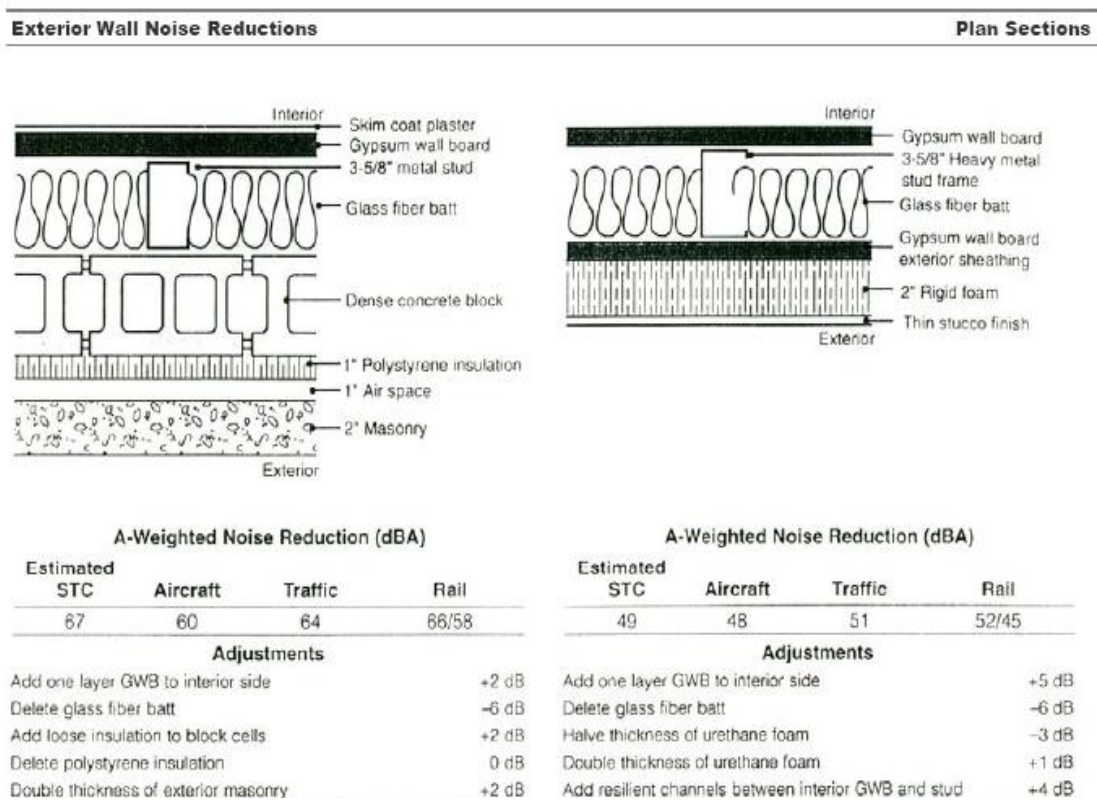 Exterior Wall Noise Reductions Plan Sections
Interior
Skim coat plaster
Gypsum wall board
3-5/8" metal stud
Glass fiber batt
Dense concrete block
1" Polystyrene insulation
1" Air space
2" Masonry
Exterior
Interior
Gypsum wall board
3-5/8" Heavy metal
stud frame
Glass fiber batt
Gypsum wall board
exterior sheathing
2" Rigid foam
Thin stucco finish
Exterior
A-Weighted Noise Reduction (dBA)
Estimated
STC Aircraft Traffic Rail
67 60 64 66/58
Adjustments
Add one layer GWB to interior side +2 dB
Delete glass fiber batt –6 dB
Add loose insulation to block cells +2 dB
Delete polystyrene insulation 0 dB
Double thickness of exterior masonry +2 dB
A-Weighted Noise Reduction (dBA)
Estimated
STC Aircraft Traffic Rail
49 48 51 52/45
Adjustments
Add one layer GWB to interior side +5 dB
Delete glass fiber batt –6 dB
Halve thickness of urethane foam –3 dB
Double thickness of urethane foam +1 dB
Add resilient channels between interior GWB and stud +4 dB